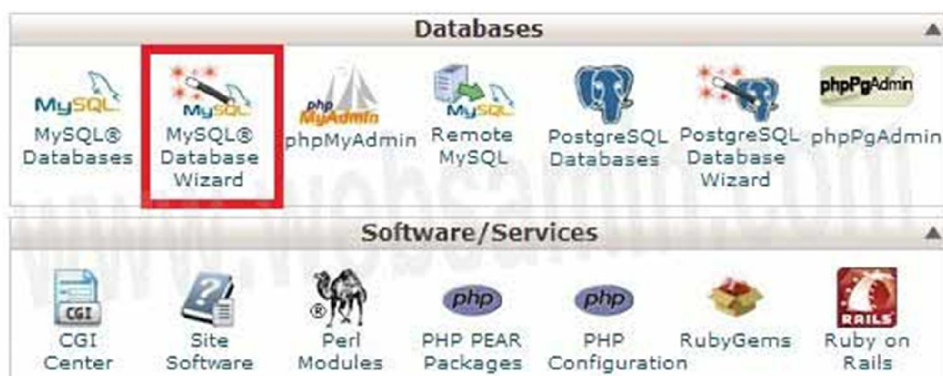 Databases
MySQL
MySQL
php
MyAdmin
MySQL
phpPgAdmin
MySQL®
Databases
MySQL®
Database
Wizard
phpMyAdmin
Remote
MySQL
PostgreSQL
Databases
PostgreSQL
Database
Wizard
phpPgAdmin
Software/Services
CGI
®
php
php
RAILS
CGI
Center
Site
Software
Perl
Modules
PHP PEAR
Packages
PHP
Configuration
RubyGems
Ruby on
Rails